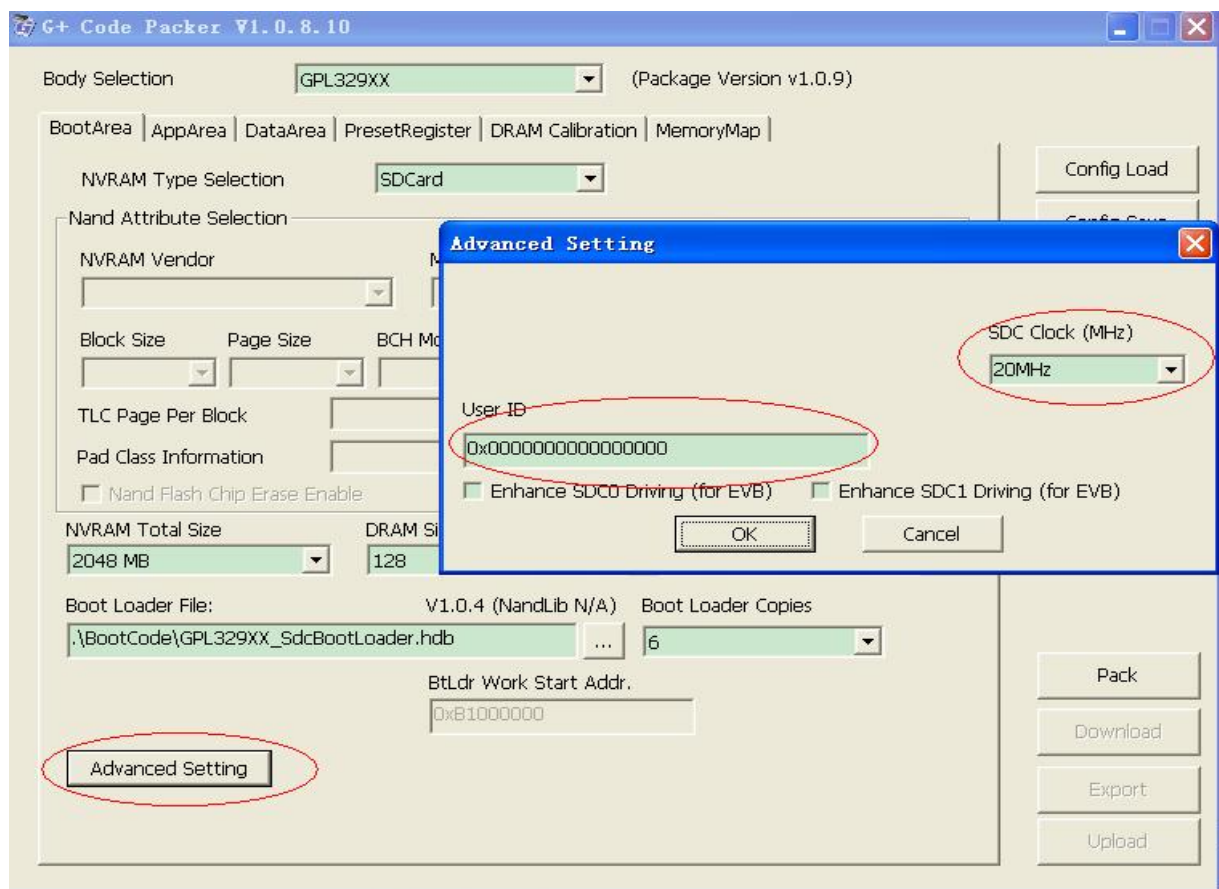 G+ Code Packer V1.0.8.10
Body Selection GPL329XX (Package Version v1.0.9)
BootArea AppArea DataArea PresetRegister DRAM Calibration MemoryMap
NVRAM Type Selection SDCard
Config Load
Nand Attribute Selection
Advanced Setting
NVRAM Vendor
SDC Clock (MHz)
Block Size Page Size BCH
20MHz
User ID
TLC Page Per Block
0x0000000000000000
Pad Class Information
Nand Flash Chip Erase Enable
Enhance SDC0 Driving (for EVB) Enhance SDC1 Driving (for EVB)
OK Cancel
NVRAM Total Size DRAM
2048 MB 128
Boot Loader File: V1.0.4 (NandLib N/A) Boot Loader Copies
.\BootCode\GPL329XX_SdcBootLoader.hdb ... 6
BtLdr Work Start Addr.
0xB1000000
Pack
Download
Advanced Setting
Export
Upload